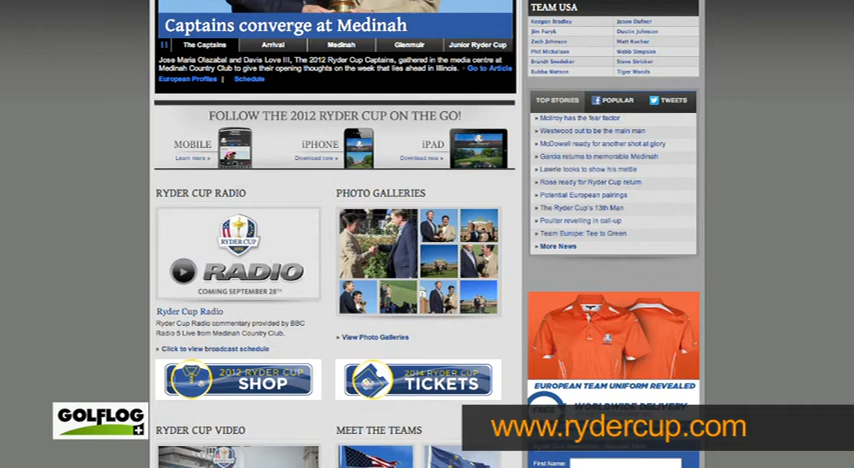 Captains converge at Medinah
The Captains
Arrival
Medinah
Glenmuir
Junior Ryder Cup
Jose Maria Olazabal and Davis Love III, The 2012 Ryder Cup Captains, gathered in the media centre at
Medinah Country Club to give their opening thoughts on the week that lies ahead in Illinois. › Go to Article
European Profiles | Schedule
TEAM USA
Keegan Bradley
Jason Dufner
Jim Furyk
Dustin Johnson
Zach Johnson
Matt Kuchar
Phil Mickelson
Webb Simpson
Brandt Snedeker
Steve Stricker
Bubba Watson
Tiger Woods
FOLLOW THE 2012 RYDER CUP ON THE GO!
MOBILE
Learn more »
iPHONE
Download now »
iPAD
Download now »
TOP STORIES
POPULAR
TWEETS
» McIlroy has the fear factor
» Westwood out to be the main man
» McDowell ready for another shot at glory
» Garcia returns to memorable Medinah
» Lawrie looks to show his mettle
» Rose ready for Ryder Cup return
» Potential European pairings
» The Ryder Cup's 13th Man
» Poulter revelling in call-up
» Team Europe: Tee to Green
» More News
RYDER CUP RADIO
RYDER CUP
RADIO
COMING SEPTEMBER 28TH
Ryder Cup Radio
Ryder Cup Radio commentary provided by BBC
Radio 5 Live from Medinah Country Club.
» Click to view broadcast schedule
PHOTO GALLERIES
» View Photo Galleries
2012 RYDER CUP
SHOP
2014 RYDER CUP
TICKETS
EUROPEAN TEAM UNIFORM REVEALED
FREE
WORLDWIDE DELIVERY
RYDER CUP VIDEO
MEET THE TEAMS
First Name:
GOLFLOG
www.rydercup.com